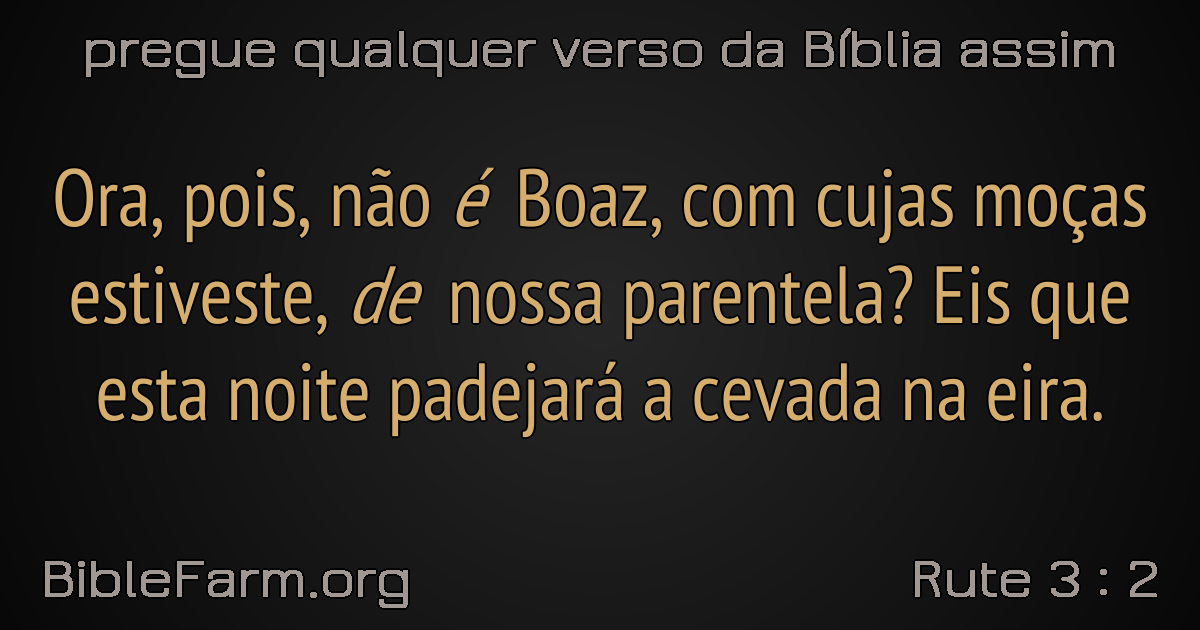 pregue qualquer verso da Bíblia assim
Ora, pois, não é Boaz, com cujas moças
estiveste, de nossa parentela? Eis que
esta noite padejará a cevada na eira.
BibleFarm.org
Rute 3 : 2